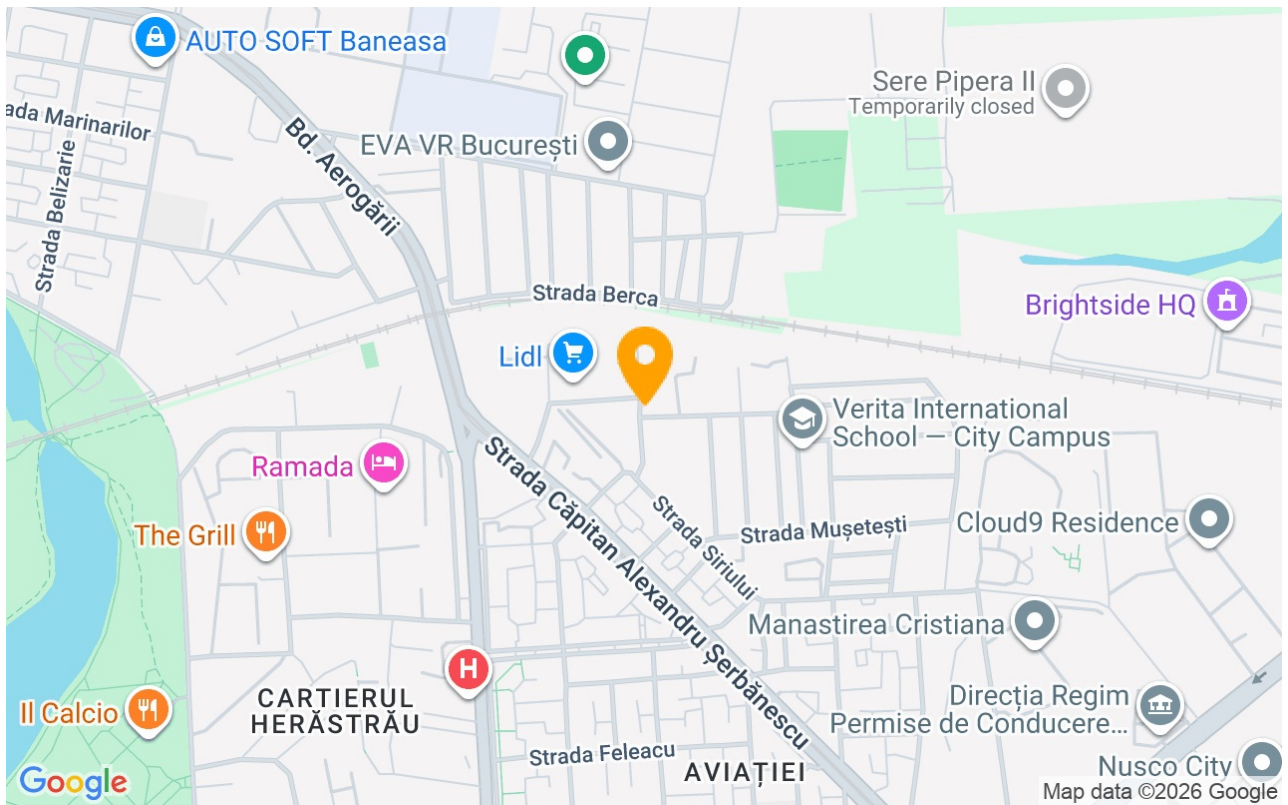 AUTO SOFT Baneasa
Sere Pipera II
Temporarily closed
ada Marinarilor
Bd. Aerogării
EVA VR București
Strada Belizarie
Strada Berca
Brightside HQ
Lidl
Verita International
School — City Campus
Ramada
Strada Căpitan Alexandru Șerbănescu
Strada Siriului
Strada Mușetești
Cloud9 Residence
The Grill
Manastirea Cristiana
H
CARTIERUL
HERĂSTRĂU
Il Calcio
Direcția Regim
Permise de Conducere...
Strada Feleacu
AVIAȚIEI
Nusco City
Google
Map data ©2026 Google